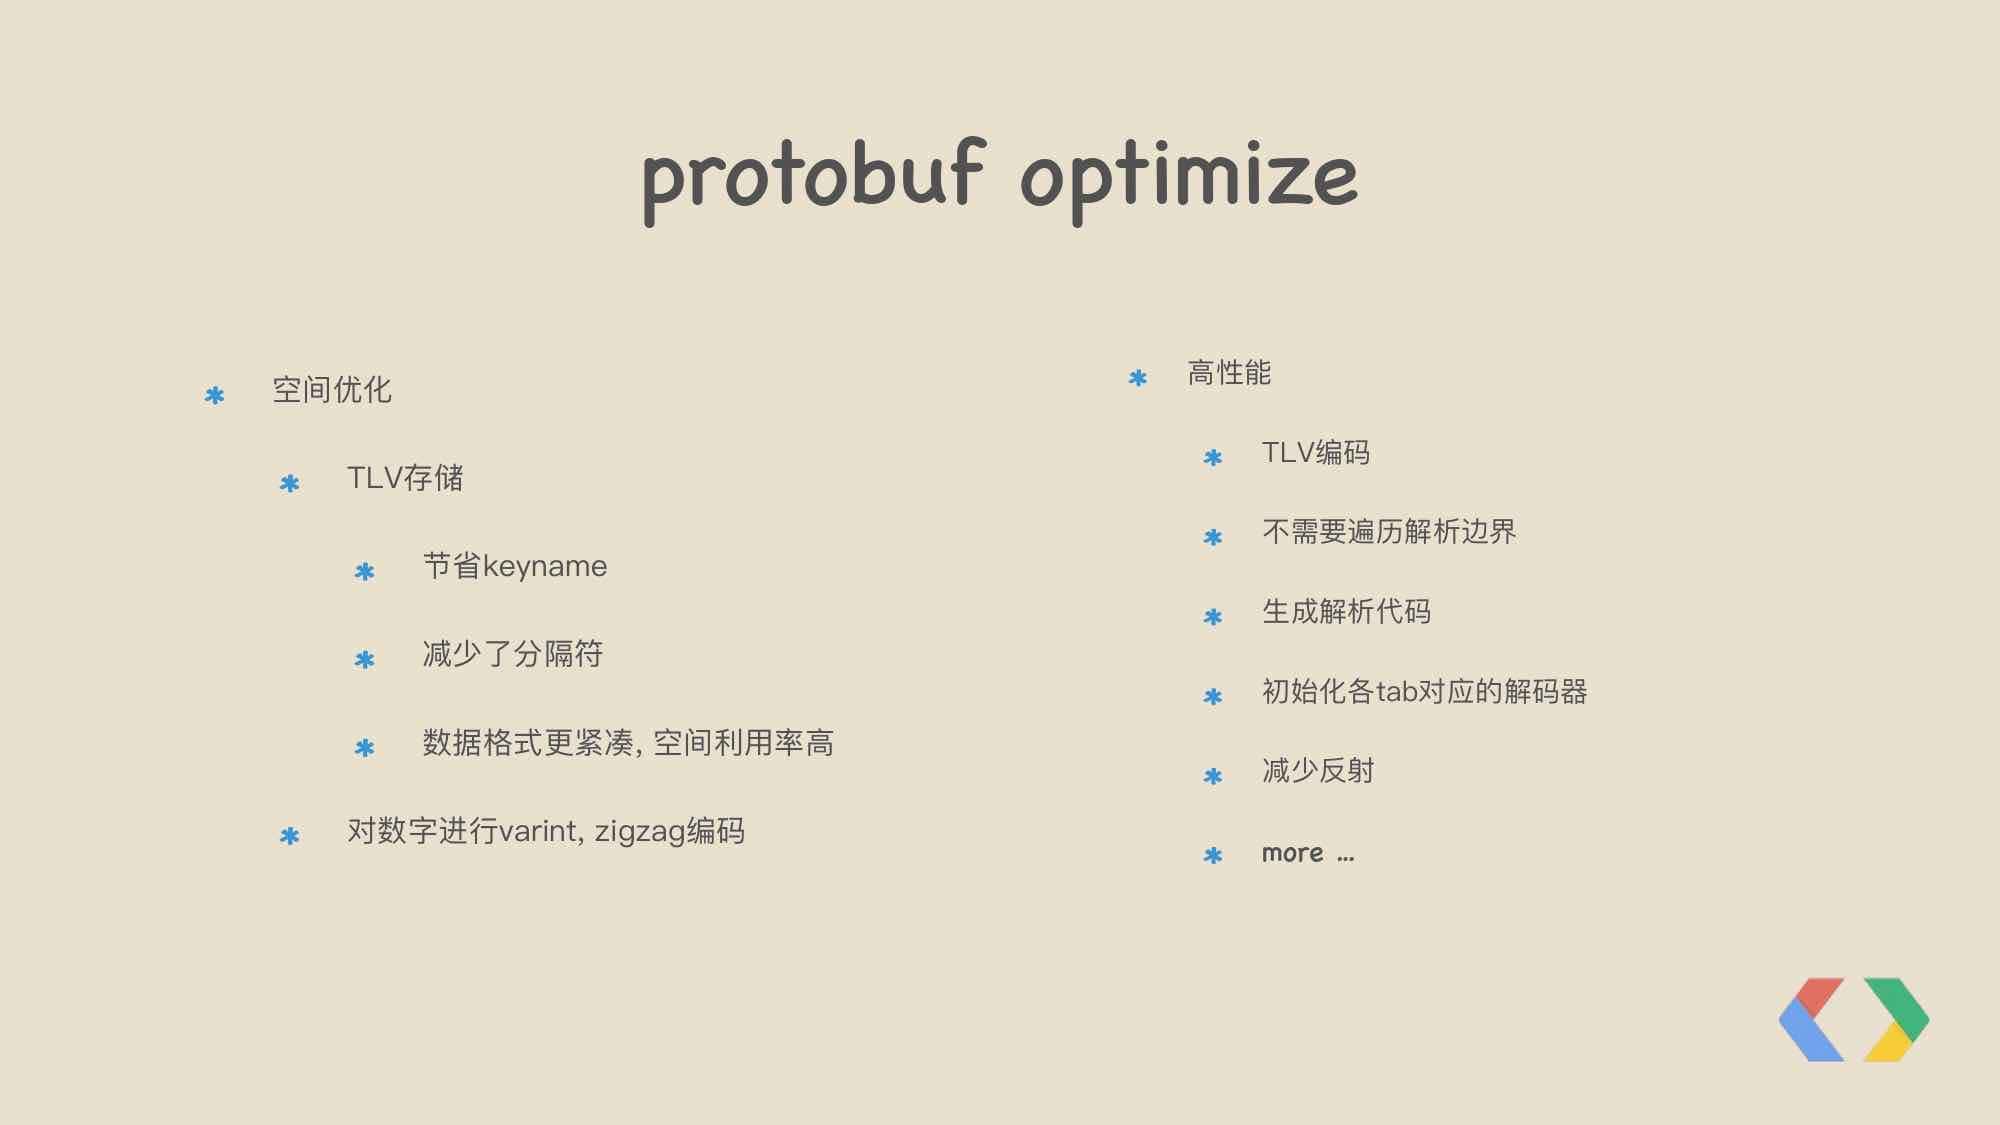 protobuf optimize
空间优化
TLV存储
节省keyname
减少了分隔符
数据格式更紧凑, 空间利用率高
对数字进行varint, zigzag编码
高性能
TLV编码
不需要遍历解析边界
生成解析代码
初始化各tab对应的解码器
减少反射
more ...